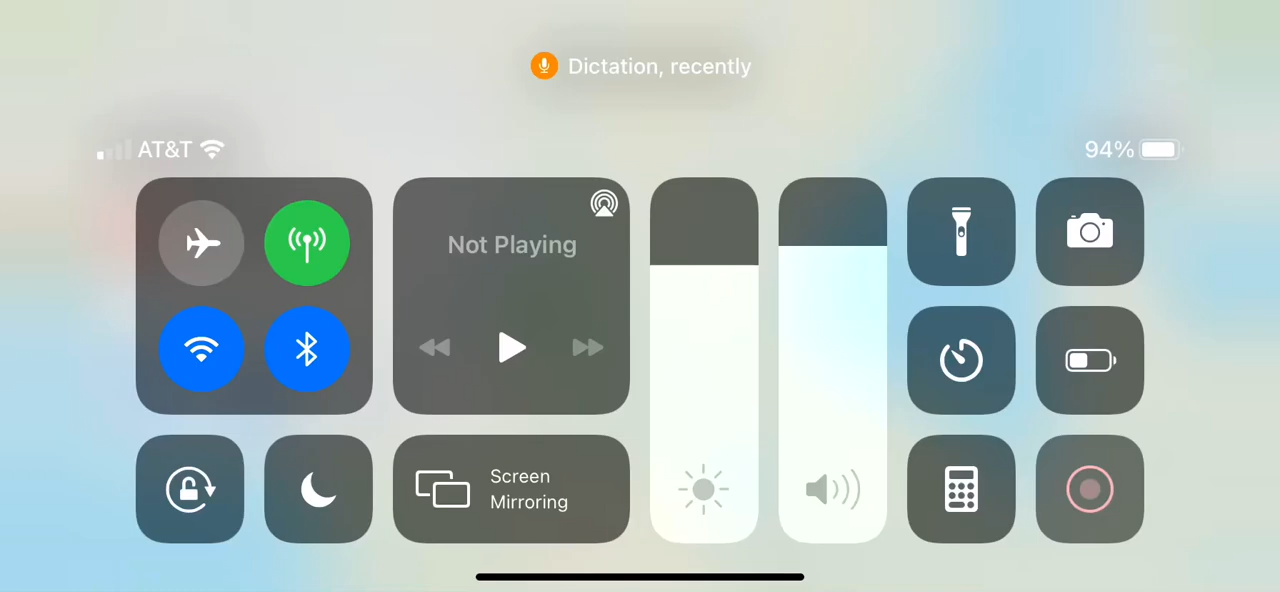 Dictation, recently
AT&T
94%
Not Playing
Screen
Mirroring